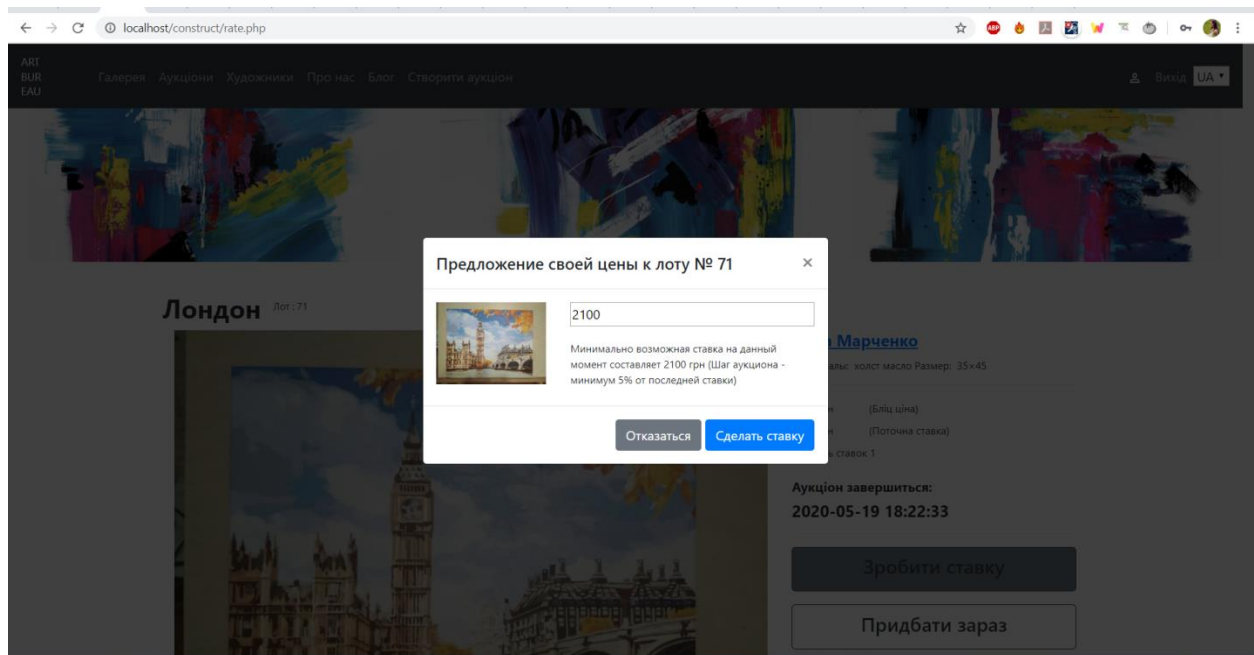 localhost/construct/rate.php
ABP
ART
BUR
EAU
Галерея Аукціони Художники Про нас Блог Створити аукціон
Вихід UA
Предложение своей цены к лоту № 71
×
2100
Минимально возможная ставка на данный
момент составляет 2100 грн (Шаг аукциона -
минимум 5% от последней ставки)
Отказаться Сделать ставку
Лондон Лот: 71
Марченко
холст масло Размер: 35×45
(Бліц ціна)
(Поточна ставка)
ставок 1
Аукціон завершиться:
2020-05-19 18:22:33
Зробити ставку
Придбати зараз